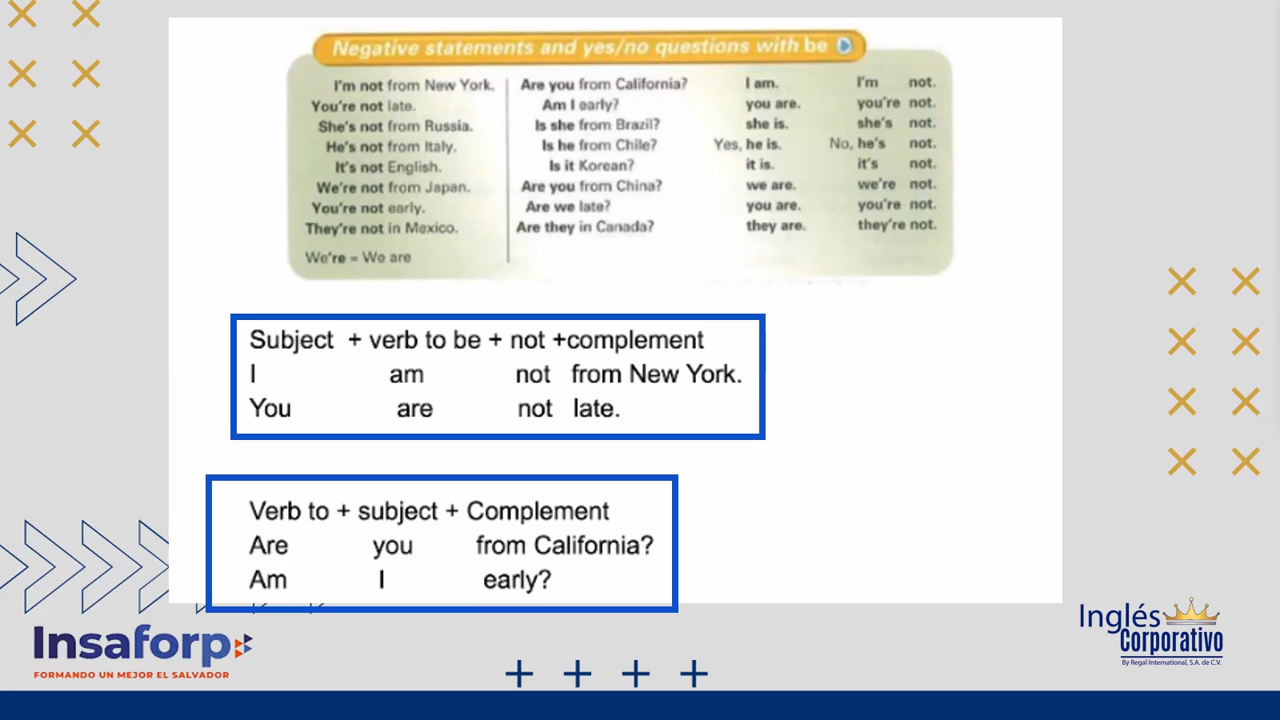 Negative statements and yes/no questions with be
I'm not from New York.
You're not late.
She's not from Russia.
He's not from Italy.
It's not English.
We're not from Japan.
You're not early.
They're not in Mexico.
We're = We are
Are you from California?
Am I early?
Is she from Brazil?
Is he from Chile?
Is it Korean?
Are you from China?
Are we late?
Are they in Canada?
I am.
you are.
she is.
Yes, he is.
it is.
we are.
you are.
they are.
I'm not.
you're not.
she's not.
No, he's not.
it's not.
we're not.
you're not.
they're not.
Subject + verb to be + not +complement
I am not from New York.
You are not late.
Verb to + subject + Complement
Are you from California?
Am I early?
Insaforp
FORMANDO UN MEJOR EL SALVADOR
Inglés
Corporativo
By Regal International, S.A. de C.V.